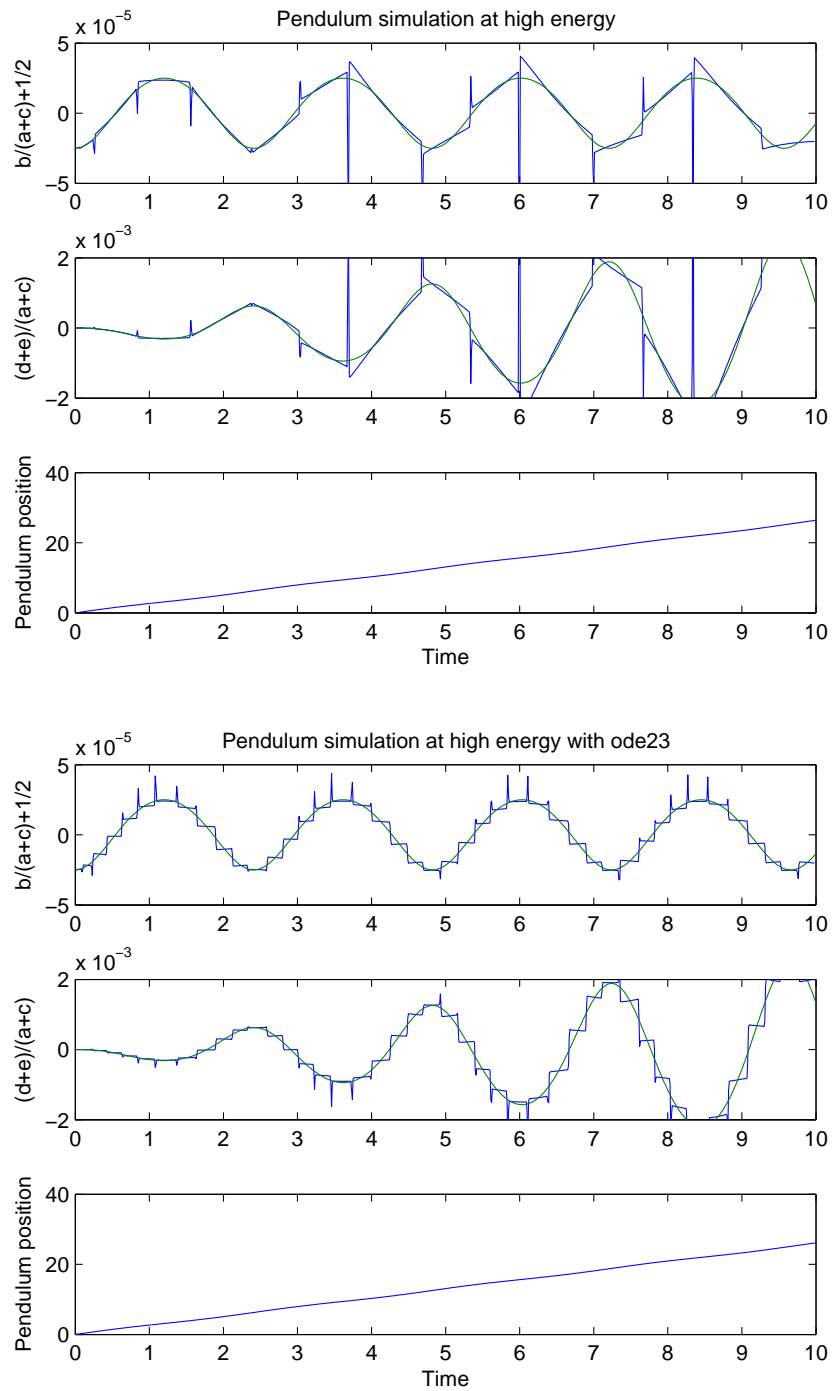 Pendulum simulation at high energy
x 10⁻⁵
b/(a+c)+1/2
5
0
−5
0 1 2 3 4 5 6 7 8 9 10
x 10⁻³
(d+e)/(a+c)
2
0
−2
0 1 2 3 4 5 6 7 8 9 10
Pendulum position
40
20
0
0 1 2 3 4 5 6 7 8 9 10
Time
Pendulum simulation at high energy with ode23
x 10⁻⁵
b/(a+c)+1/2
5
0
−5
0 1 2 3 4 5 6 7 8 9 10
x 10⁻³
(d+e)/(a+c)
2
0
−2
0 1 2 3 4 5 6 7 8 9 10
Pendulum position
40
20
0
0 1 2 3 4 5 6 7 8 9 10
Time